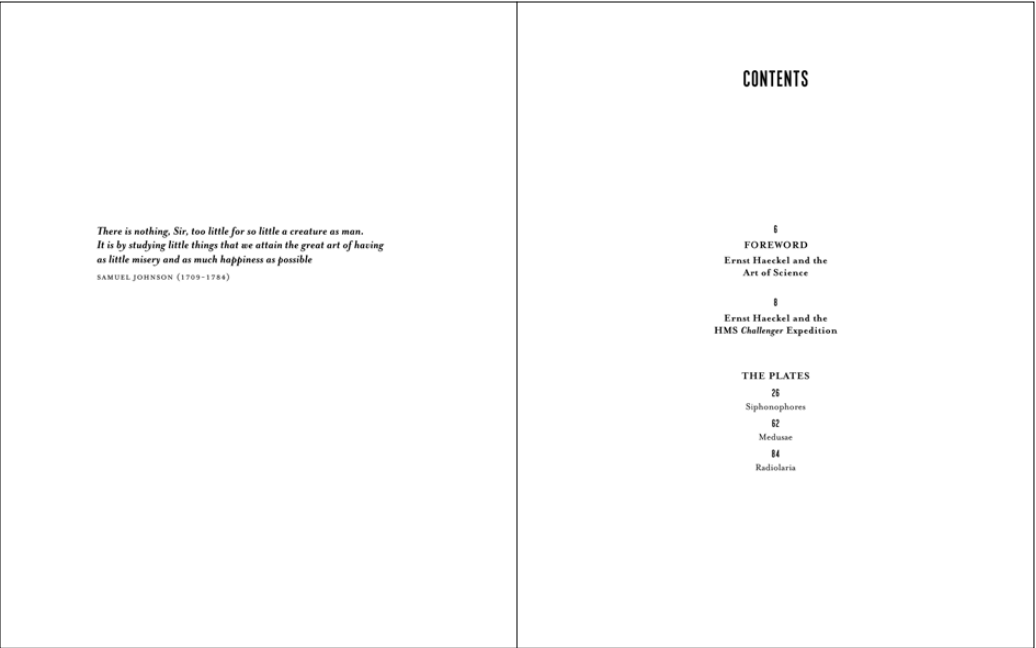 There is nothing, Sir, too little for so little a creature as man.
It is by studying little things that we attain the great art of having
as little misery and as much happiness as possible
SAMUEL JOHNSON (1709–1784)
CONTENTS
6
FOREWORD
Ernst Haeckel and the
Art of Science
8
Ernst Haeckel and the
HMS Challenger Expedition
THE PLATES
26
Siphonophores
62
Medusae
84
Radiolaria